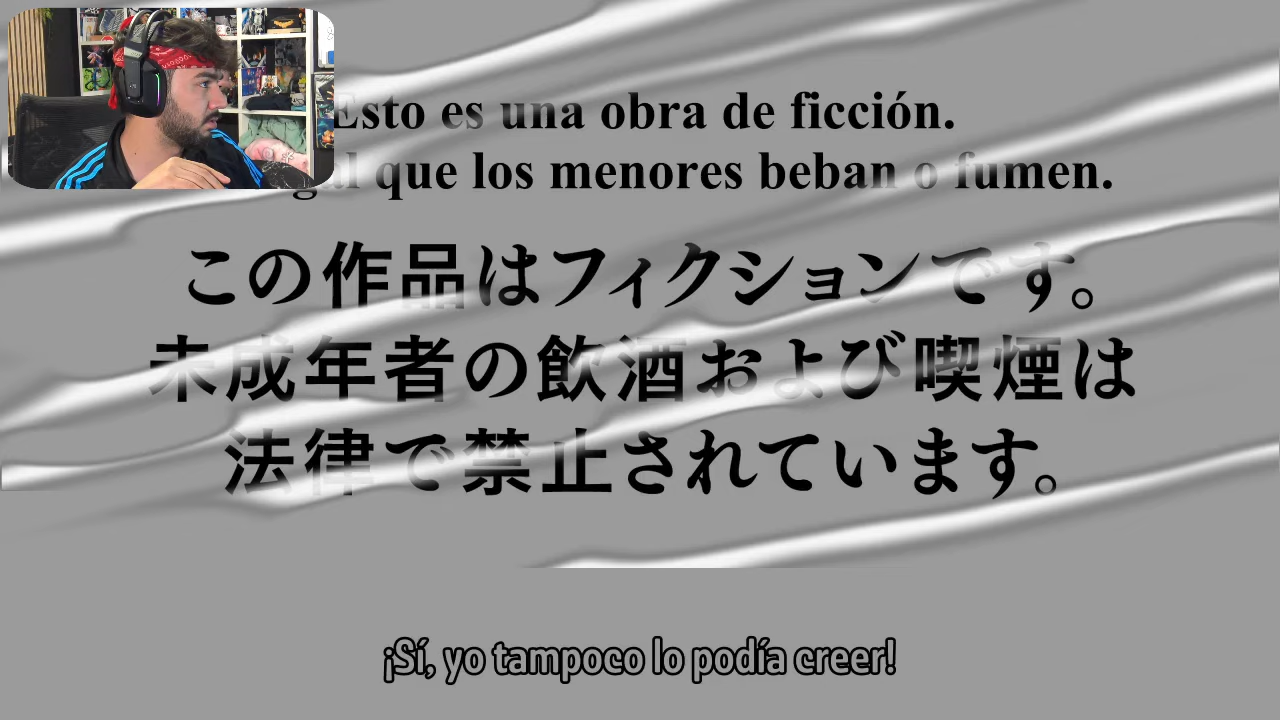 Esto es una obra de ficción.
que los menores beban o fumen.
この作品はフィクションです。
未成年者の飲酒および喫煙は
法律で禁止されています。
¡Sí, yo tampoco lo podía creer!